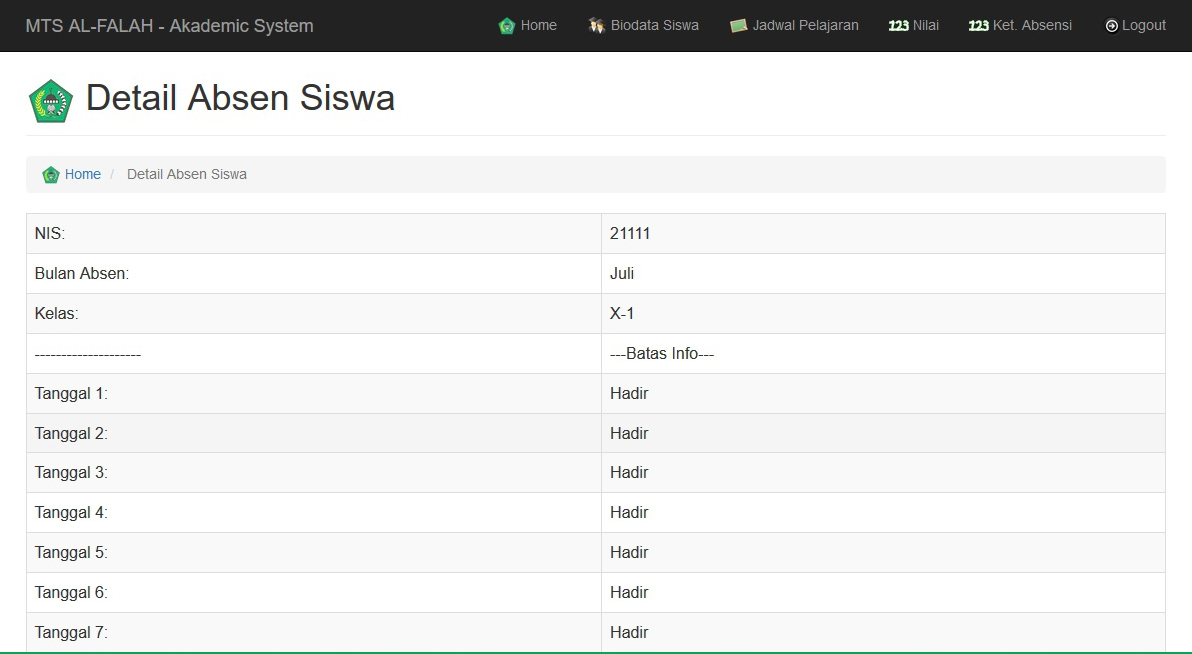 MTS AL-FALAH - Akademic System Home Biodata Siswa Jadwal Pelajaran 123 Nilai 123 Ket. Absensi Logout
Detail Absen Siswa
Home / Detail Absen Siswa
NIS: 21111
Bulan Absen: Juli
Kelas: X-1
-------------------- ---Batas Info---
Tanggal 1: Hadir
Tanggal 2: Hadir
Tanggal 3: Hadir
Tanggal 4: Hadir
Tanggal 5: Hadir
Tanggal 6: Hadir
Tanggal 7: Hadir